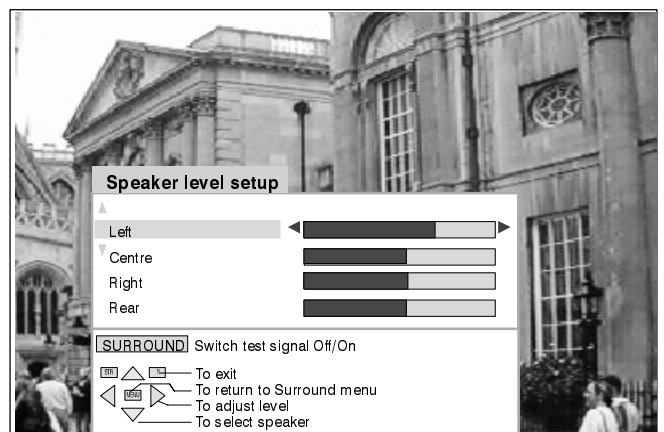 Speaker level setup
Left
Centre
Right
Rear
SURROUND Switch test signal Off/On
STR N To exit
MENU To return to Surround menu
To adjust level
To select speaker